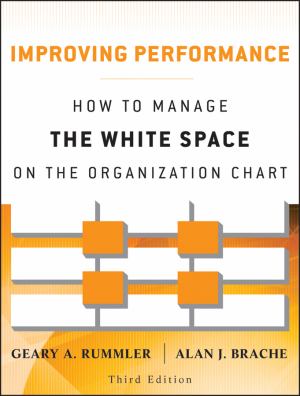 IMPROVING PERFORMANCE
HOW TO MANAGE
THE WHITE SPACE
ON THE ORGANIZATION CHART
GEARY A. RUMMLER | ALAN J. BRACHE
Third Edition